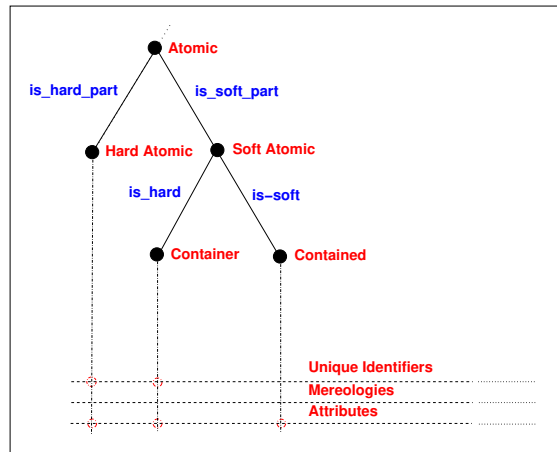 Atomic
is_hard_part
is_soft_part
Hard Atomic
Soft Atomic
is_hard
is-soft
Container
Contained
Unique Identifiers
Mereologies
Attributes